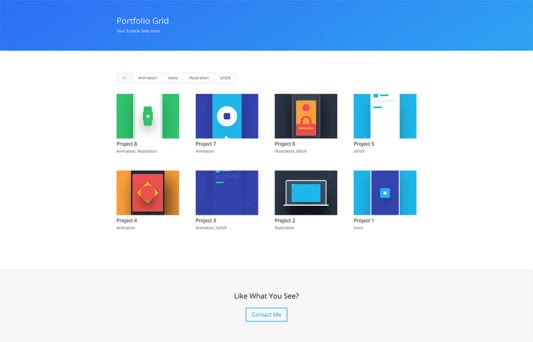 Portfolio Grid
Your Subtitle Goes Here
All Animation Icons Illustration UI/UX
Project 8 Project 7 Project 6 Project 5
Animation, Illustration Animation Illustration, UI/UX UI/UX
Project 4 Project 3 Project 2 Project 1
Animation Animation, UI/UX Illustration Icons
Like What You See?
Contact Me